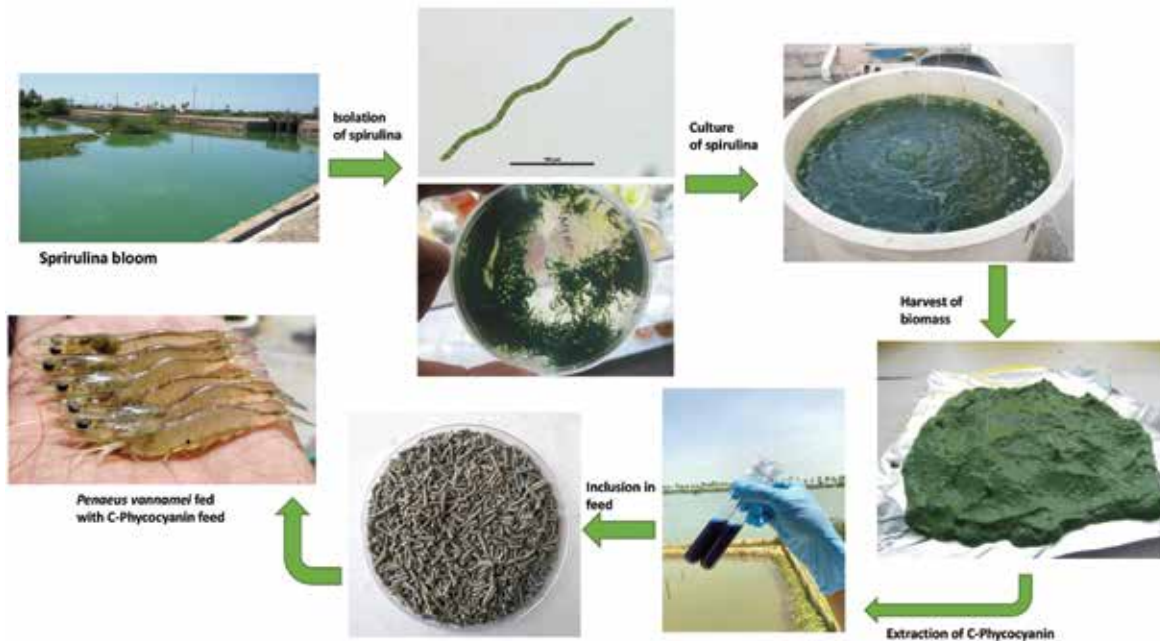 Isolation
of spirulina
Culture
of spirulina
Sprirulina bloom
Harvest of
biomass
Penaeus vannamei fed
with C-Phycocyanin feed
Inclusion in
feed
Extraction of C-Phycocyanin